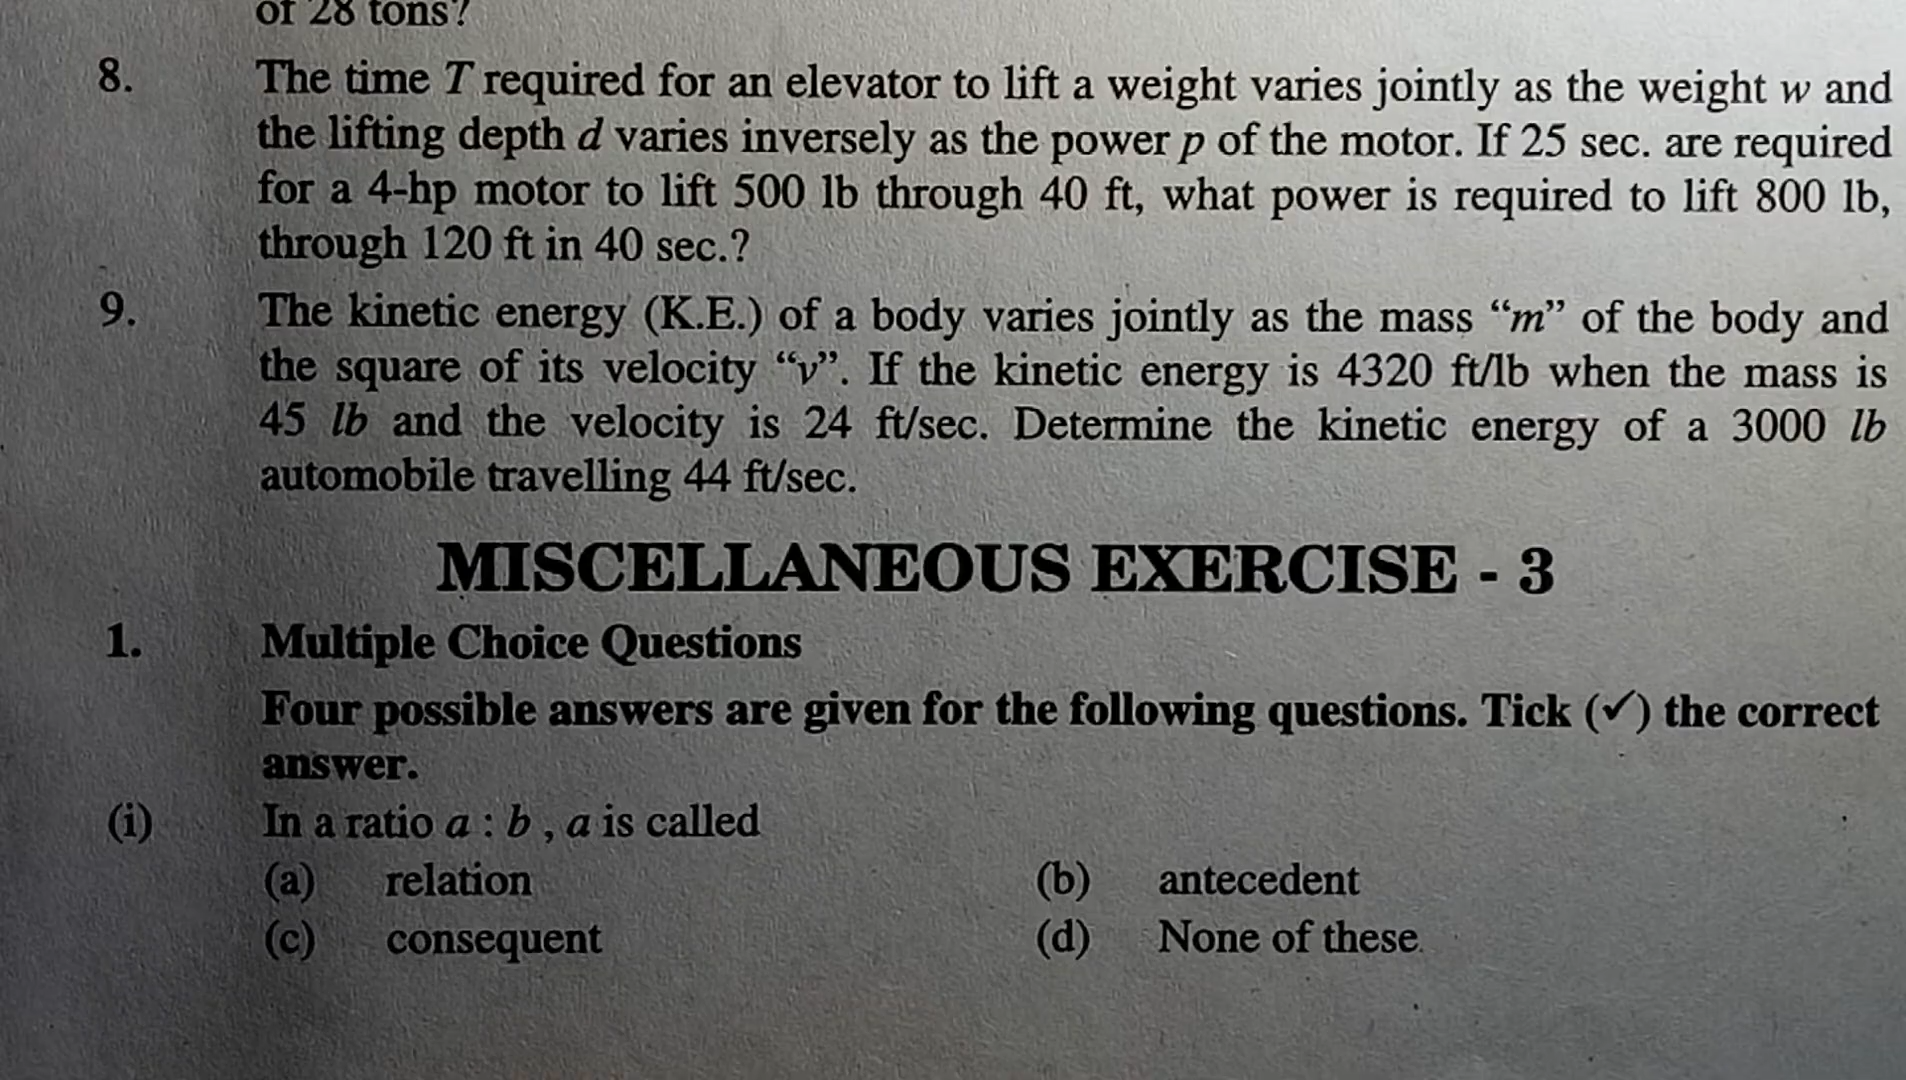 of 28 tons?
8. The time T required for an elevator to lift a weight varies jointly as the weight w and
the lifting depth d varies inversely as the power p of the motor. If 25 sec. are required
for a 4-hp motor to lift 500 lb through 40 ft, what power is required to lift 800 lb,
through 120 ft in 40 sec.?
9. The kinetic energy (K.E.) of a body varies jointly as the mass “m” of the body and
the square of its velocity “v”. If the kinetic energy is 4320 ft/lb when the mass is
45 lb and the velocity is 24 ft/sec. Determine the kinetic energy of a 3000 lb
automobile travelling 44 ft/sec.
MISCELLANEOUS EXERCISE - 3
1. Multiple Choice Questions
Four possible answers are given for the following questions. Tick (✓) the correct
answer.
(i) In a ratio a : b , a is called
(a) relation (b) antecedent
(c) consequent (d) None of these